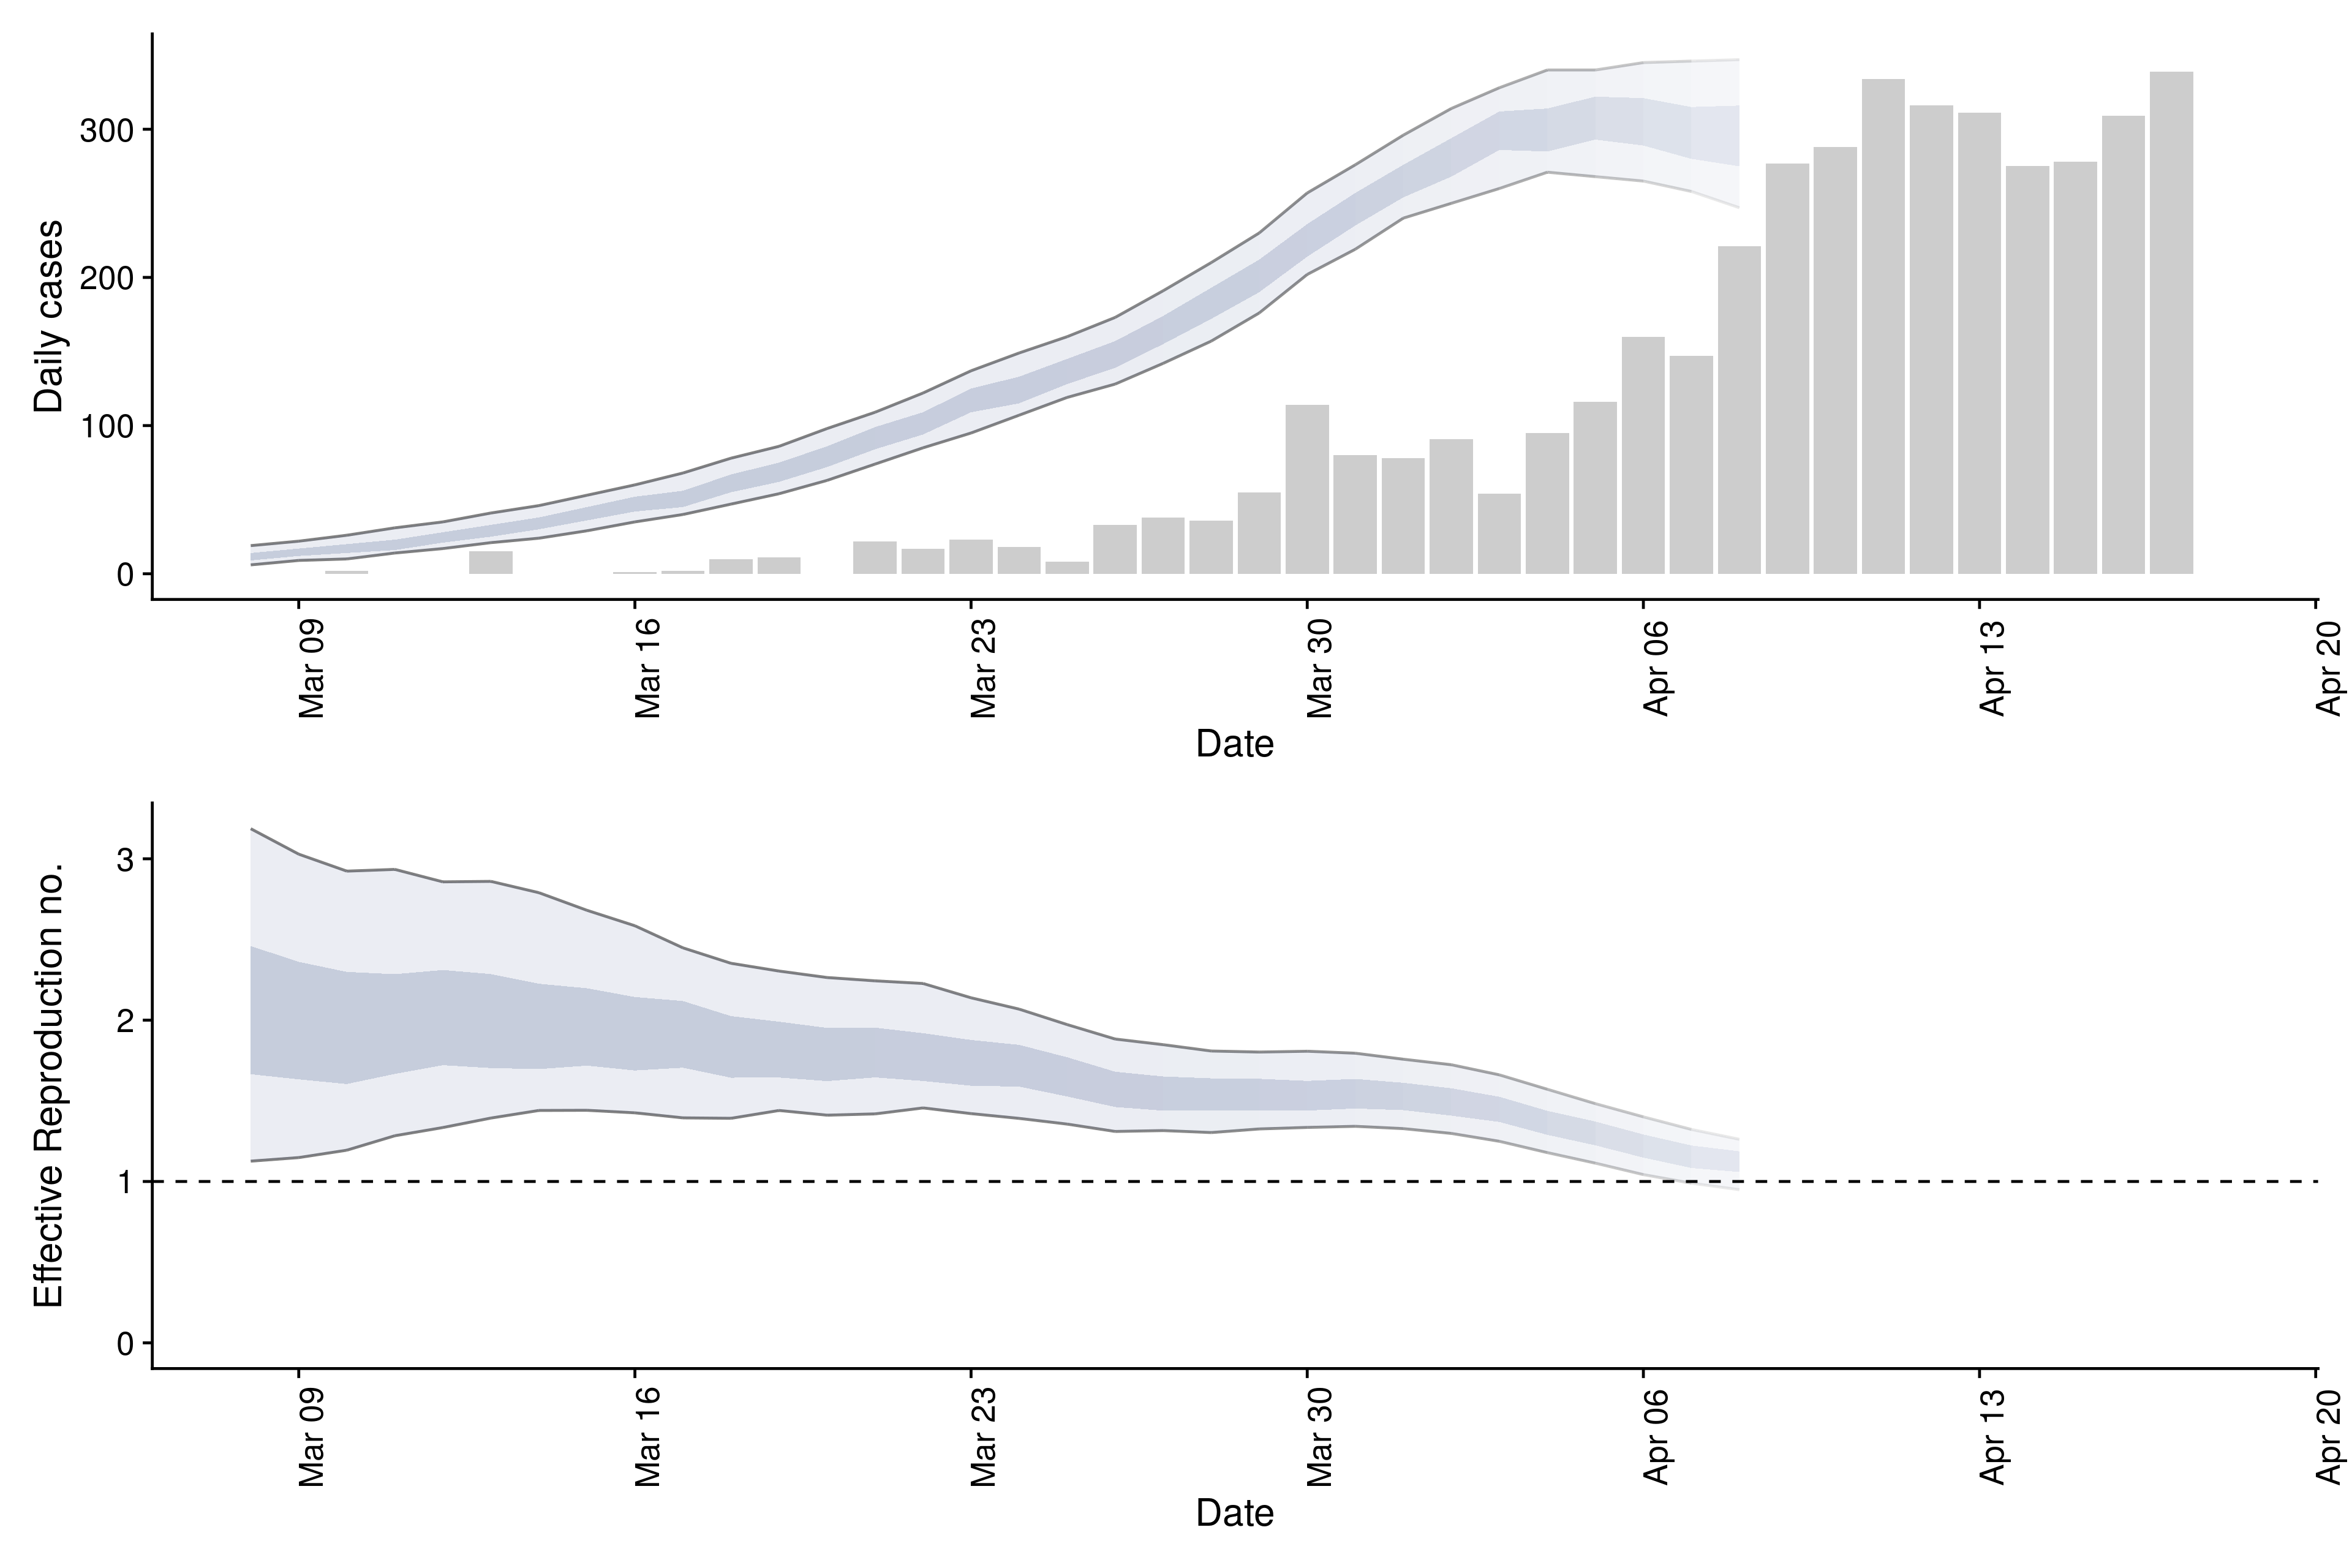 Daily cases
300
200
100
0
Mar 09
Mar 16
Mar 23
Mar 30
Apr 06
Apr 13
Apr 20
Date
Effective Reproduction no.
3
2
1
0
Mar 09
Mar 16
Mar 23
Mar 30
Apr 06
Apr 13
Apr 20
Date